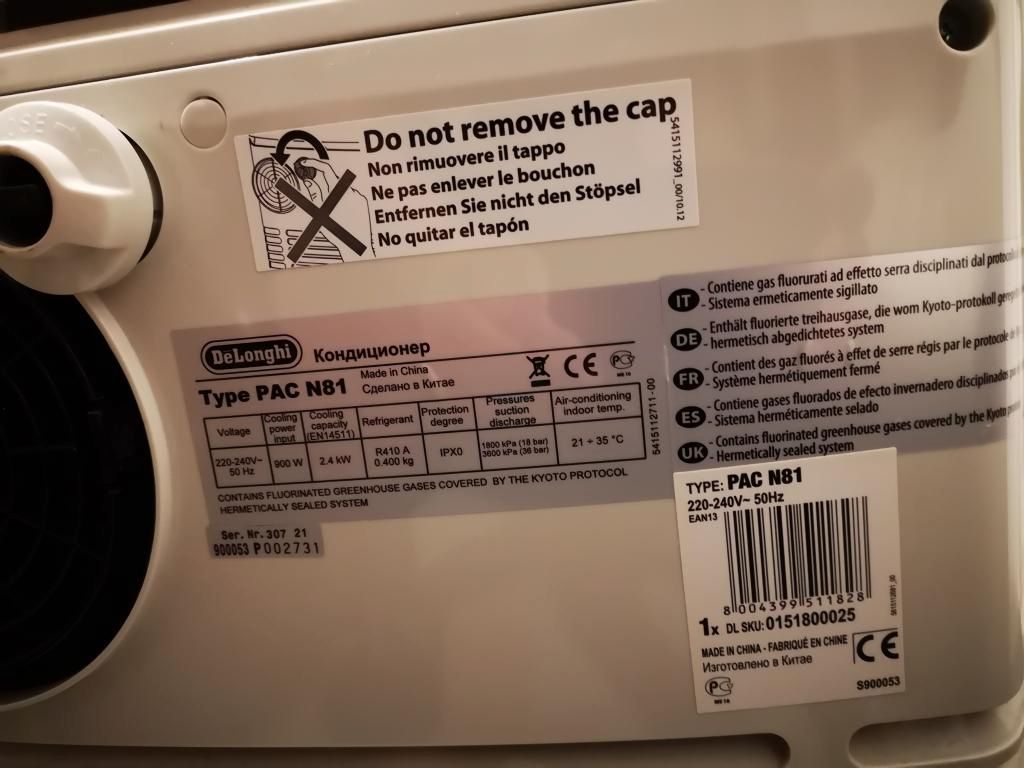 OSE
Do not remove the cap
Non rimuovere il tappo
Ne pas enlever le bouchon
Entfernen Sie nicht den Stöpsel
No quitar el tapón
5415112991_00/10.12
DeLonghi Кондиционер
Type PAC N81 Made in China
Сделано в Китае
CE
Voltage Cooling power input Cooling capacity (EN14511) Refrigerant Protection degree Pressures suction discharge Air-conditioning indoor temp.
220-240V~ 50 Hz 900 W 2.4 kW R410 A 0.400 kg IPX0 1800 kPa (18 bar) 3600 kPa (36 bar) 21 ÷ 35 °C
5415112711-00
CONTAINS FLUORINATED GREENHOUSE GASES COVERED BY THE KYOTO PROTOCOL
HERMETICALLY SEALED SYSTEM
Ser. Nr. 307 21
900053 P002731
IT - Contiene gas fluorurati ad effetto serra disciplinati dal protocol
- Sistema ermeticamente sigillato
DE - Enthält fluorierte treihausgase, die wom Kyoto-protokoll
- hermetisch abgedichtetes system
FR - Contient des gaz fluorés à effet de serre régis par le protocole de
- Système hermétiquement fermé
ES - Contiene gases fluorados de efecto invernadero disciplinados
- Sistema herméticamente selado
UK - Contains fluorinated greenhouse gases covered by the Kyoto
- Hermetically sealed system
TYPE: PAC N81
220-240V~ 50Hz
EAN13
8 004399 511828
1x DL SKU: 0151800025
MADE IN CHINA - FABRIQUÉ EN CHINE
Изготовлено в Китае
CE
S900053